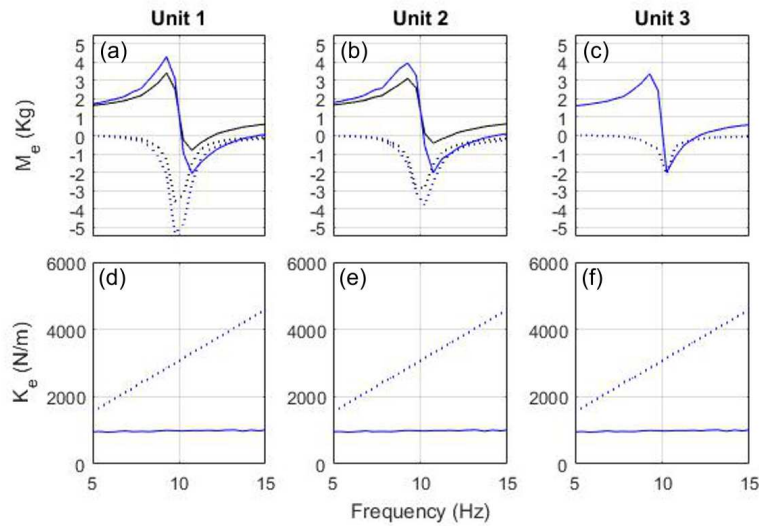 Unit 1 Unit 2 Unit 3
(a) (b) (c)
5 5 5
4 4 4
3 3 3
2 2 2
1 1 1
0 0 0
-1 -1 -1
-2 -2 -2
-3 -3 -3
-4 -4 -4
-5 -5 -5
M_e (Kg)
(d) (e) (f)
6000 6000 6000
4000 4000 4000
2000 2000 2000
0 0 0
K_e (N/m)
5 10 15 5 10 15 5 10 15
Frequency (Hz)